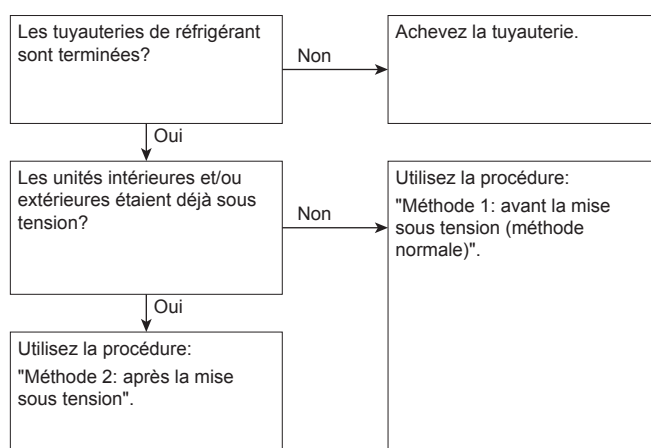 Les tuyauteries de réfrigérant
sont terminées?
Non
Achevez la tuyauterie.
Oui
Les unités intérieures et/ou
extérieures étaient déjà sous
tension?
Non
Utilisez la procédure:
"Méthode 1: avant la mise
sous tension (méthode
normale)".
Oui
Utilisez la procédure:
"Méthode 2: après la mise
sous tension".